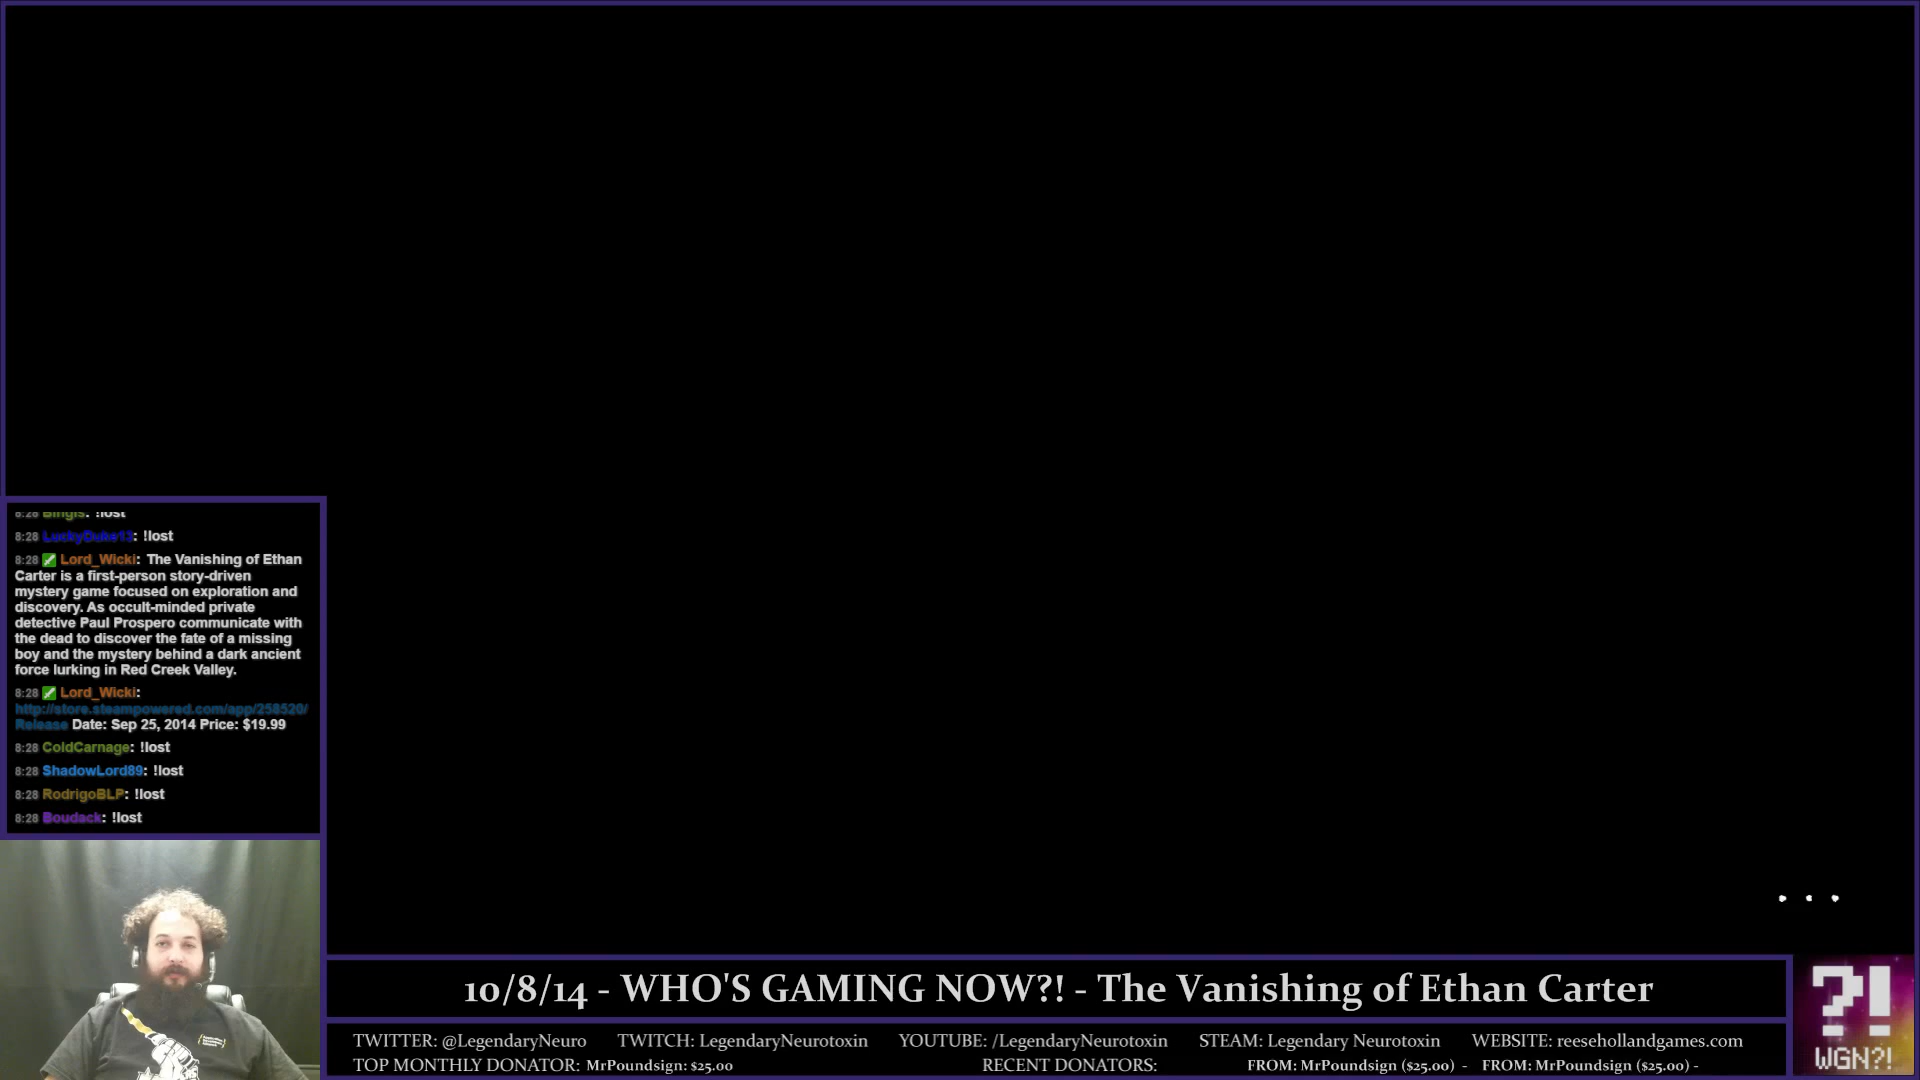 8:28 Bingis: !lost
8:28 LuckyDuke13: !lost
8:28 Lord_Wicki: The Vanishing of Ethan
Carter is a first-person story-driven
mystery game focused on exploration and
discovery. As occult-minded private
detective Paul Prospero communicate with
the dead to discover the fate of a missing
boy and the mystery behind a dark ancient
force lurking in Red Creek Valley.
8:28 Lord_Wicki:
http://store.steampowered.com/app/258520/
Release Date: Sep 25, 2014 Price: $19.99
8:28 ColdCarnage: !lost
8:28 ShadowLord89: !lost
8:28 RodrigoBLP: !lost
8:28 Boudack: !lost
. . .
10/8/14 - WHO'S GAMING NOW?! - The Vanishing of Ethan Carter
TWITTER: @LegendaryNeuro TWITCH: LegendaryNeurotoxin YOUTUBE: /LegendaryNeurotoxin STEAM: Legendary Neurotoxin WEBSITE: reesehollandgames.com
TOP MONTHLY DONATOR: MrPoundsign: $25.00 RECENT DONATORS: FROM: MrPoundsign ($25.00) - FROM: MrPoundsign ($25.00) -
?!
WGN?!